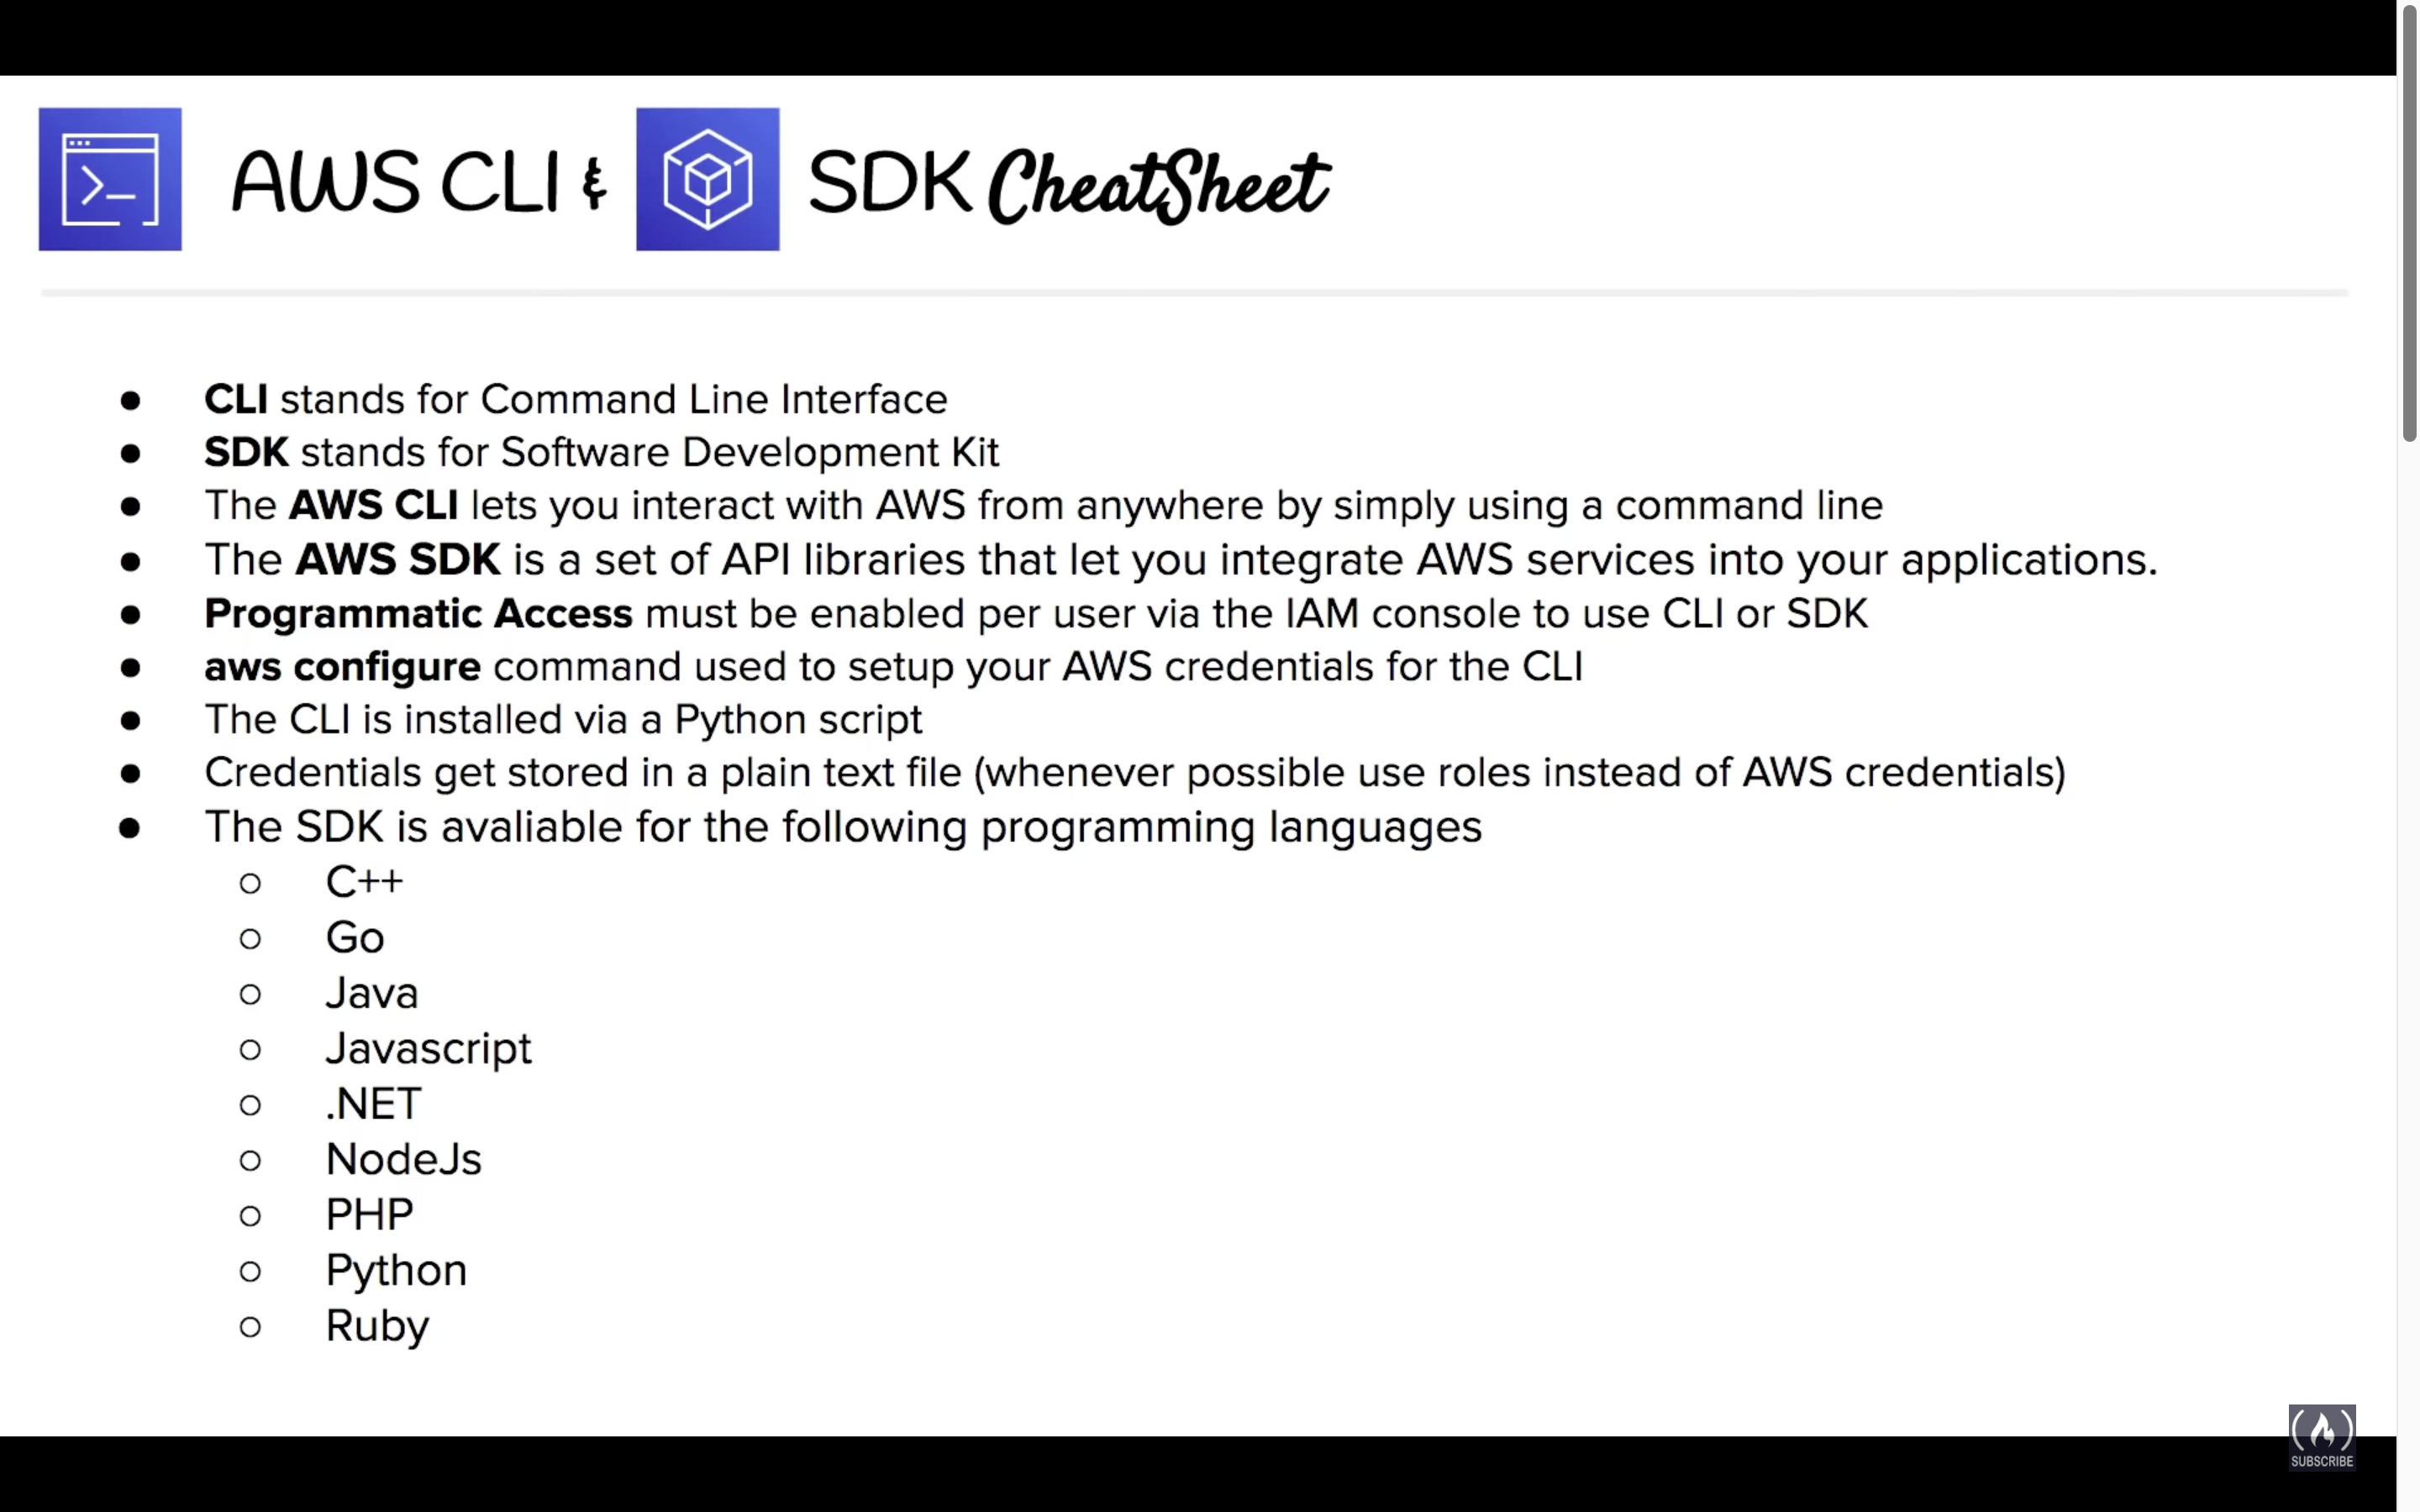 AWS CLI & SDK CheatSheet
● CLI stands for Command Line Interface
● SDK stands for Software Development Kit
● The AWS CLI lets you interact with AWS from anywhere by simply using a command line
● The AWS SDK is a set of API libraries that let you integrate AWS services into your applications.
● Programmatic Access must be enabled per user via the IAM console to use CLI or SDK
● aws configure command used to setup your AWS credentials for the CLI
● The CLI is installed via a Python script
● Credentials get stored in a plain text file (whenever possible use roles instead of AWS credentials)
● The SDK is avaliable for the following programming languages
○ C++
○ Go
○ Java
○ Javascript
○ .NET
○ NodeJs
○ PHP
○ Python
○ Ruby
SUBSCRIBE